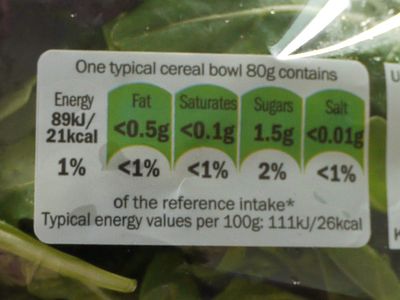 One typical cereal bowl 80g contains
Energy Fat Saturates Sugars Salt
89kJ/
21kcal <0.5g <0.1g 1.5g <0.01g
1% <1% <1% 2% <1%
of the reference intake*
Typical energy values per 100g: 111kJ/26kcal